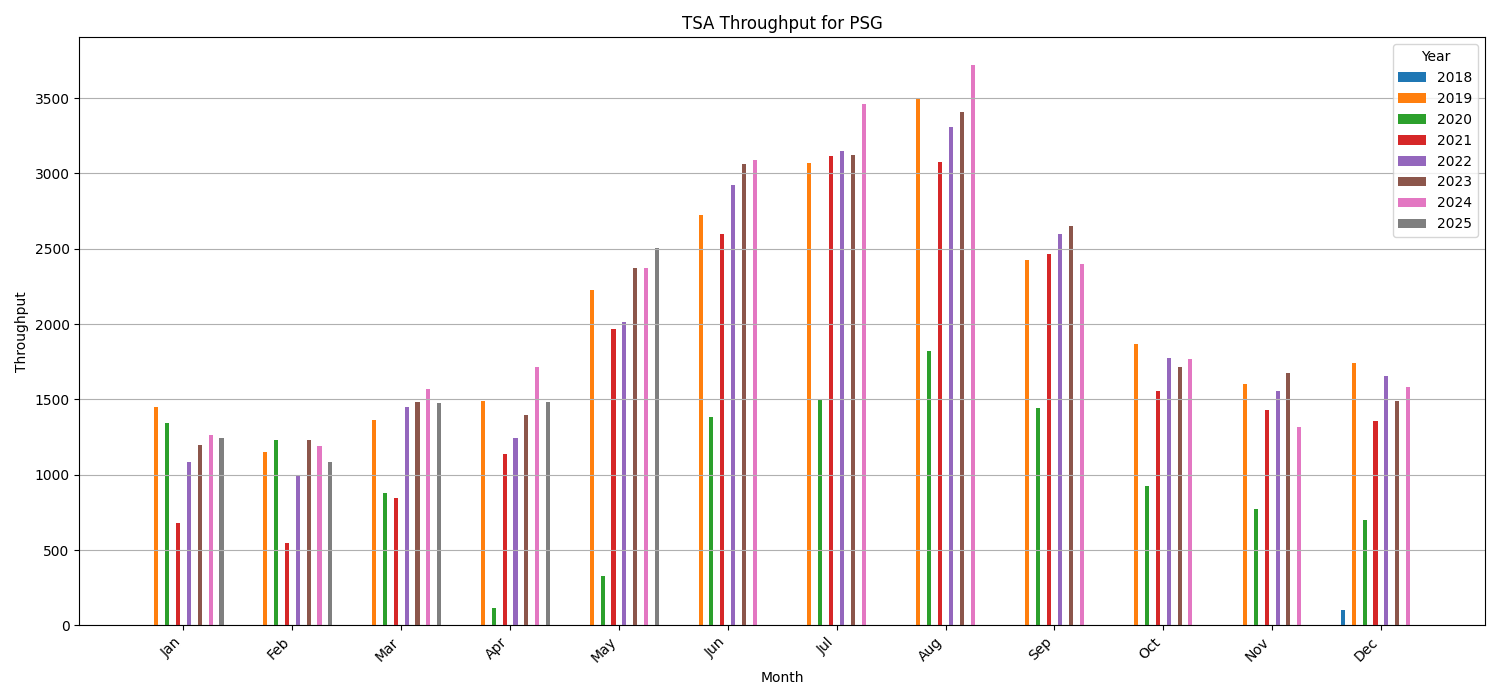 TSA Throughput for PSG
Year
2018
2019
2020
2021
2022
2023
2024
2025
Throughput
3500
3000
2500
2000
1500
1000
500
0
Jan
Feb
Mar
Apr
May
Jun
Jul
Aug
Sep
Oct
Nov
Dec
Month